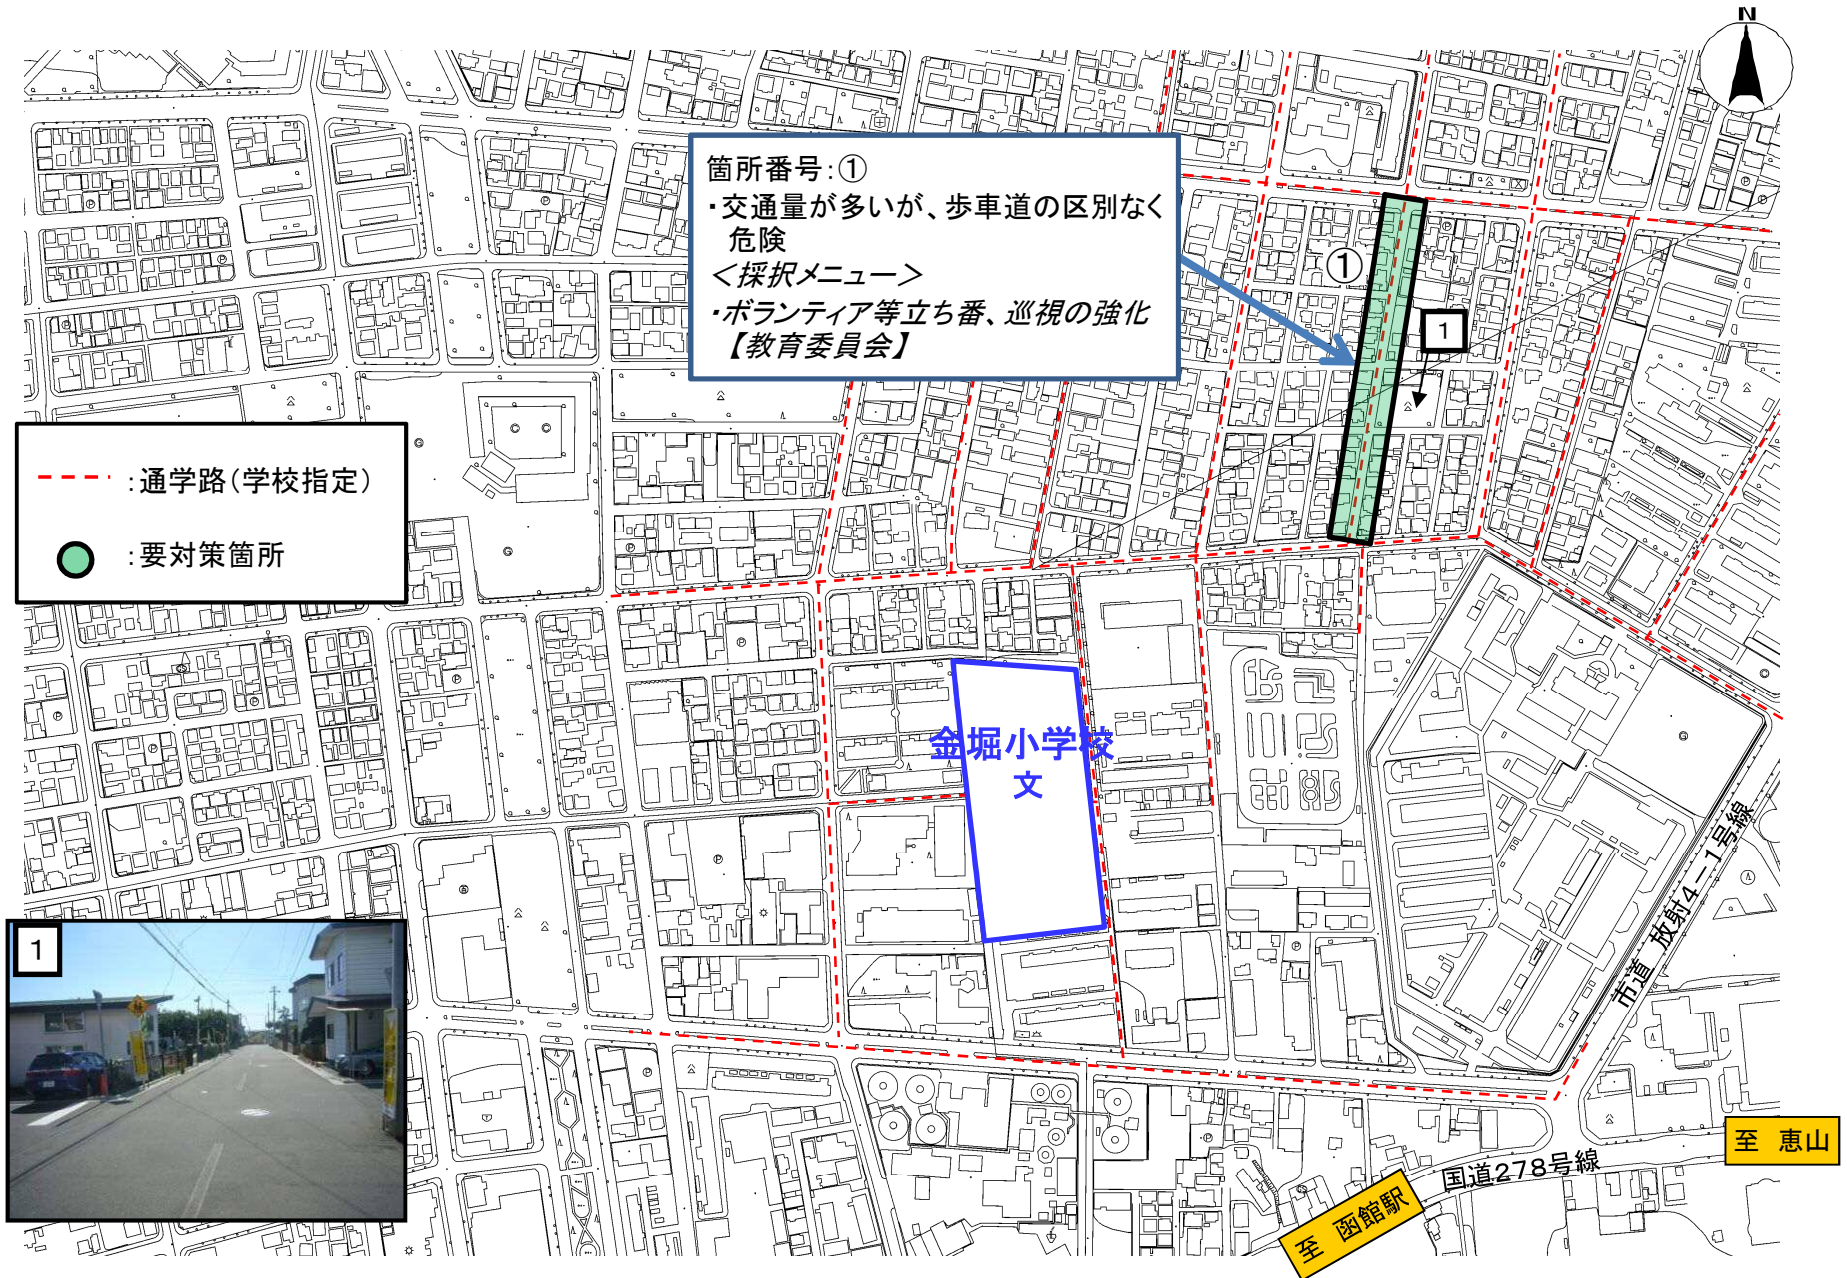 N
箇所番号：①
・交通量が多いが、歩車道の区別なく
危険
＜採択メニュー＞
・ボランティア等立ち番、巡視の強化
【教育委員会】
①
1
：通学路（学校指定）
：要対策箇所
金堀小学校
文
市道 放射4－1号線
1
至 恵山
国道278号線
至 函館駅